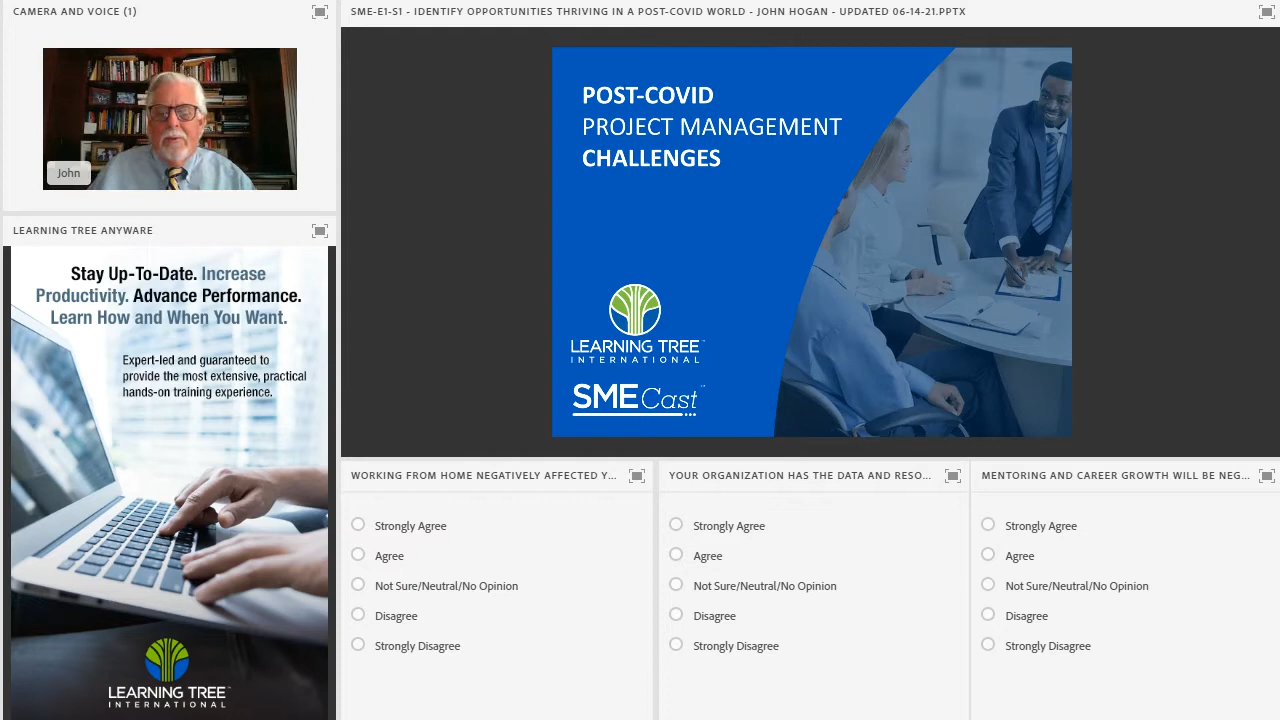 CAMERA AND VOICE (1)
John
LEARNING TREE ANYWARE
Stay Up-To-Date. Increase
Productivity. Advance Performance.
Learn How and When You Want.
Expert-led and guaranteed to
provide the most extensive, practical
hands-on training experience.
LEARNING TREE™
INTERNATIONAL
SME-E1-S1 - IDENTIFY OPPORTUNITIES THRIVING IN A POST-COVID WORLD - JOHN HOGAN - UPDATED 06-14-21.PPTX
POST-COVID
PROJECT MANAGEMENT
CHALLENGES
LEARNING TREE™
INTERNATIONAL
SMECast™
WORKING FROM HOME NEGATIVELY AFFECTED Y...
Strongly Agree
Agree
Not Sure/Neutral/No Opinion
Disagree
Strongly Disagree
YOUR ORGANIZATION HAS THE DATA AND RESO...
Strongly Agree
Agree
Not Sure/Neutral/No Opinion
Disagree
Strongly Disagree
MENTORING AND CAREER GROWTH WILL BE NEG...
Strongly Agree
Agree
Not Sure/Neutral/No Opinion
Disagree
Strongly Disagree